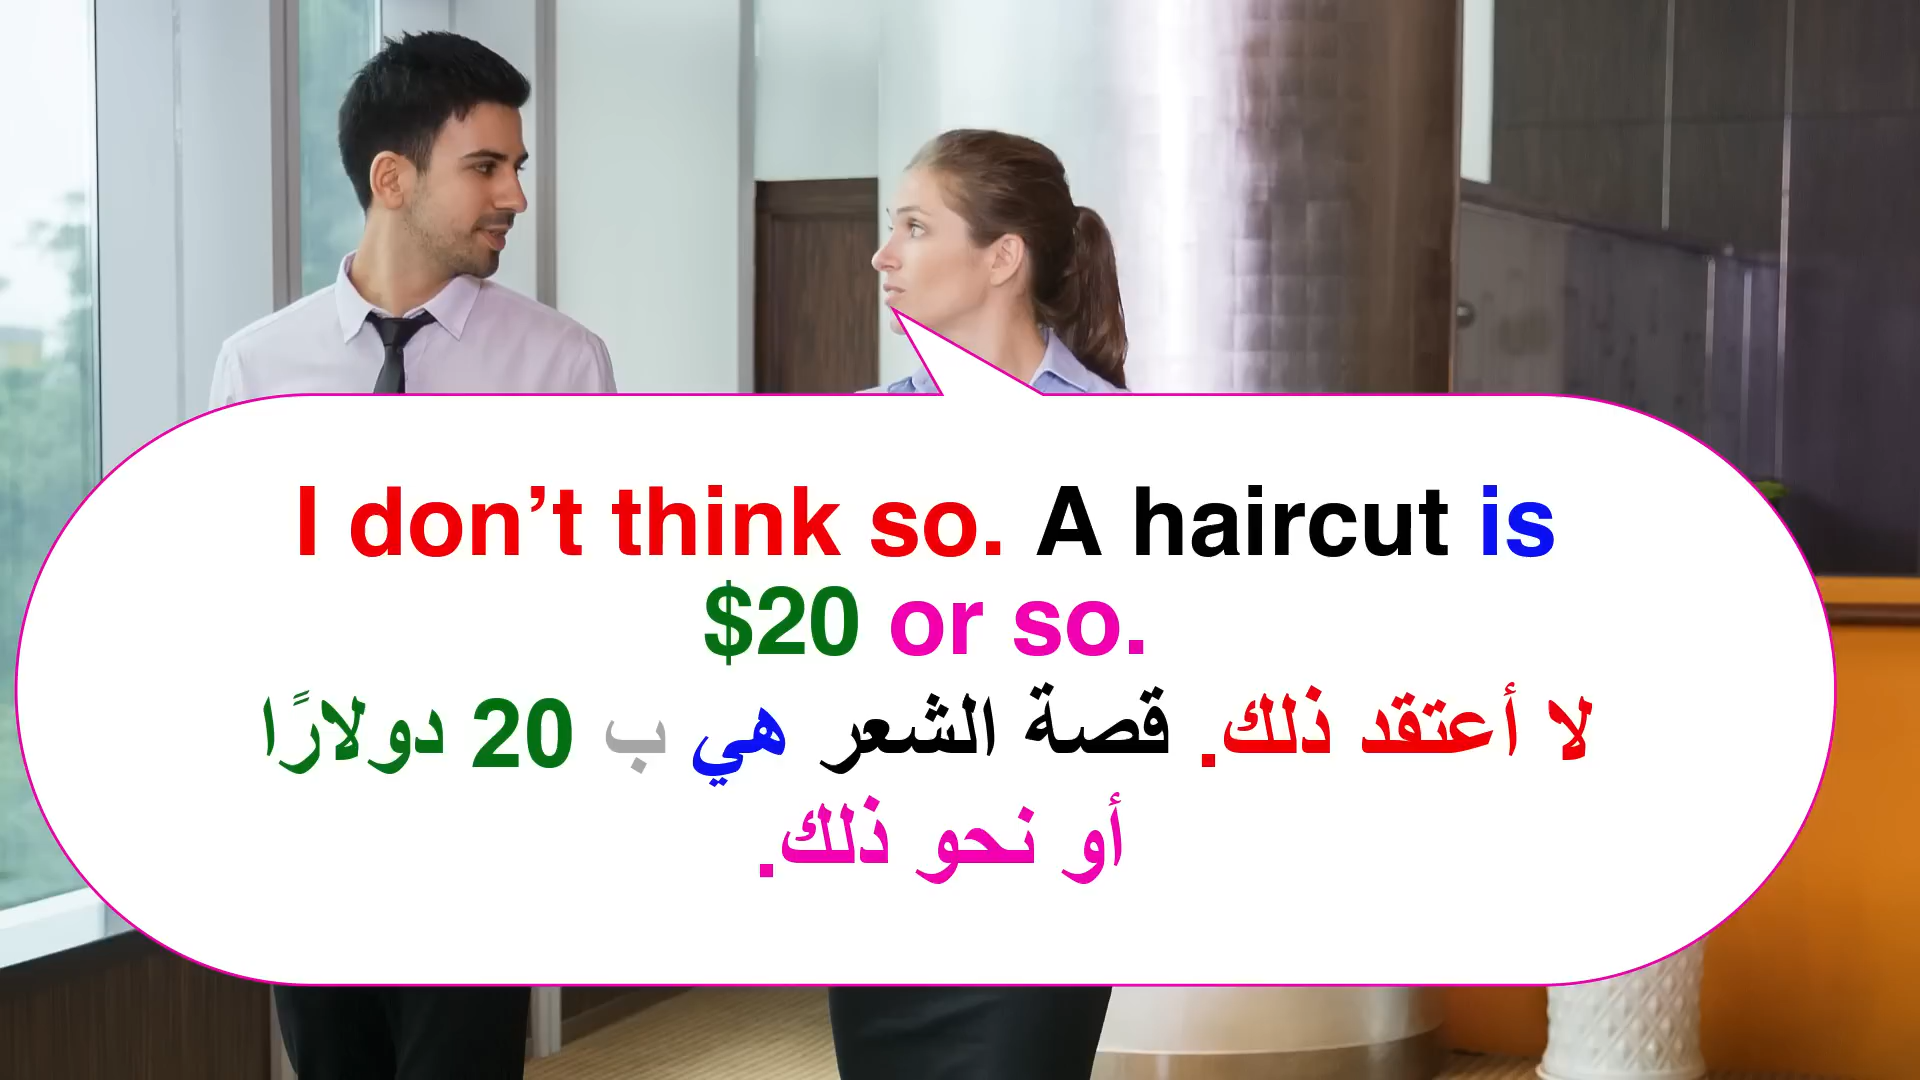 I don’t think so. A haircut is
$20 or so.
لا أعتقد ذلك. قصة الشعر هي ب 20 دولارًا
أو نحو ذلك.